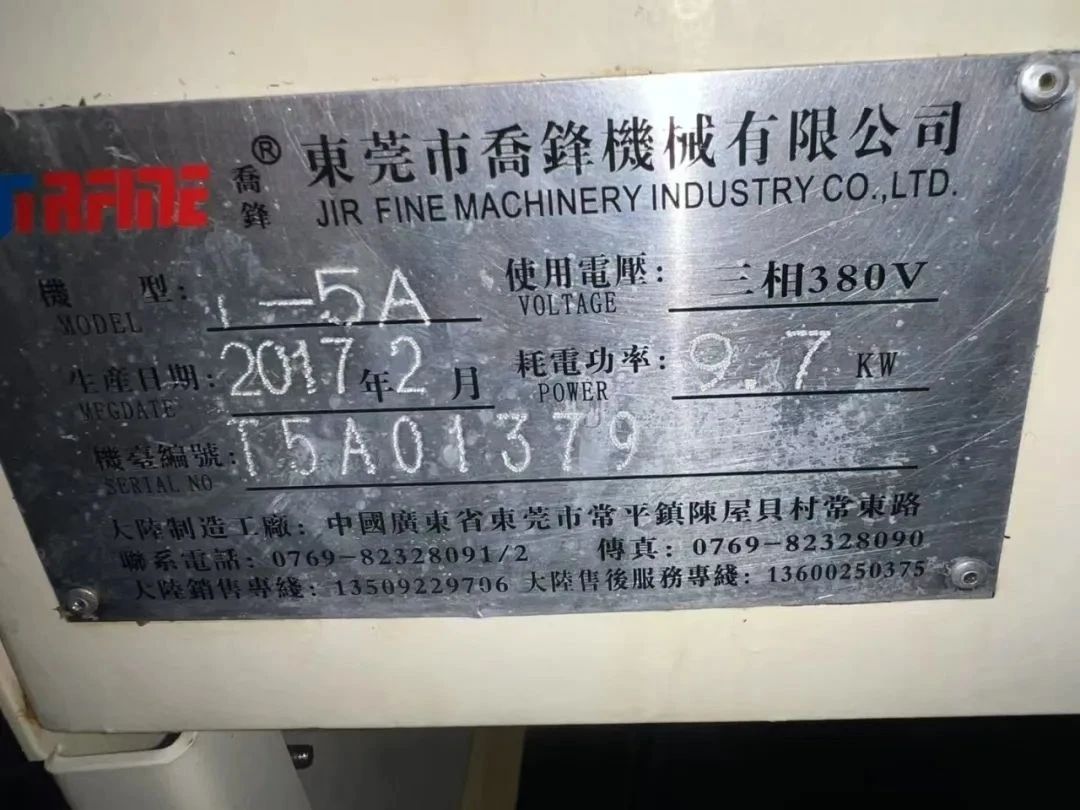 JIRFINE 喬鋒 ® 東莞市喬鋒機械有限公司
JIR FINE MACHINERY INDUSTRY CO.,LTD.
機 型: -5A 使用電壓: 三相380V
MODEL VOLTAGE
生產日期: 2017年2月 耗電功率: 9.7 KW
MFGDATE POWER
機臺編號: T5A01379
SERIAL NO
大陸制造工廠: 中國廣東省東莞市常平鎮陳屋貝村常東路
聯系電話: 0769-82328091/2 傳真: 0769-82328090
大陸銷售專綫: 13509229706 大陸售後服務專綫: 13600250375